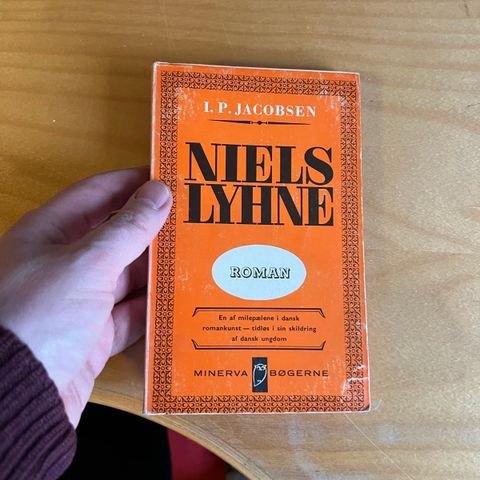 I. P. JACOBSEN
NIELS
LYHNE
ROMAN
En af milepælene i dansk
romankunst — tidløs i sin skildring
af dansk ungdom
MINERVA BØGERNE